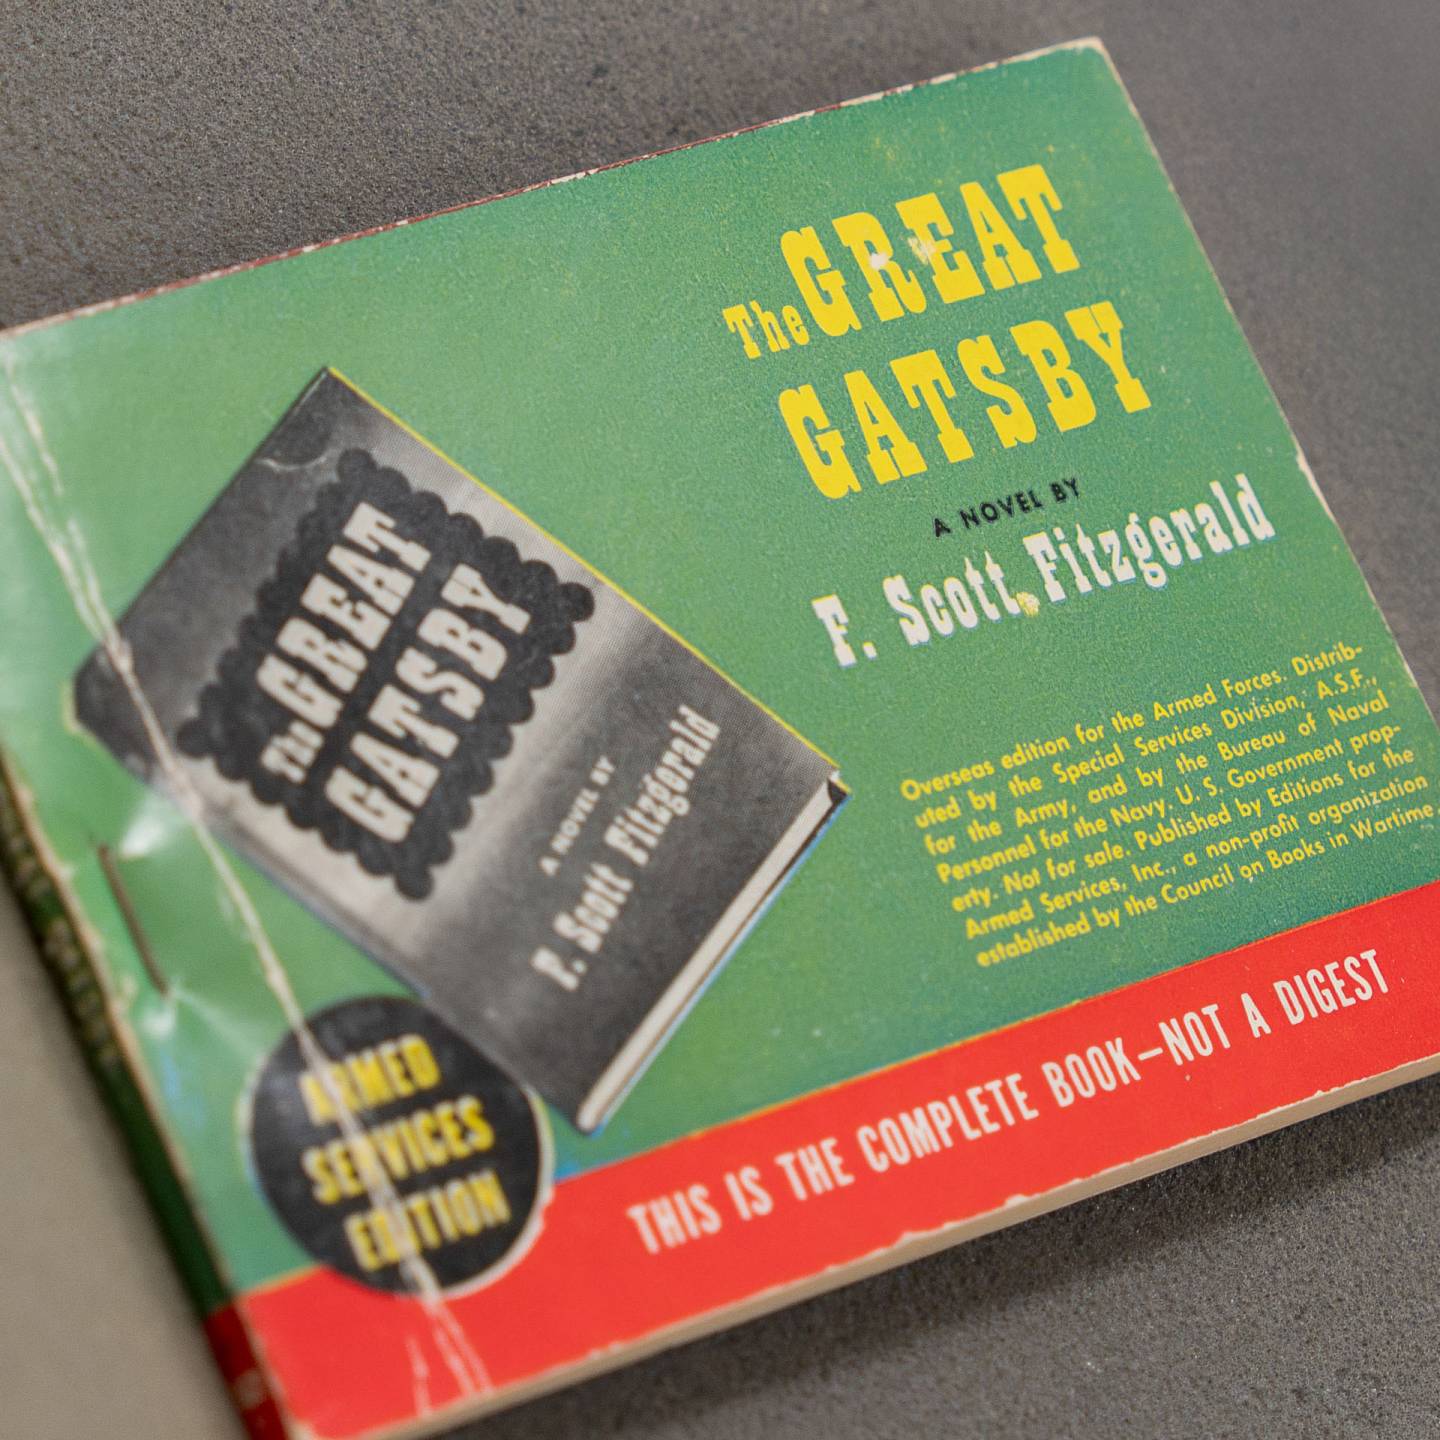 The GREAT
GATSBY
A NOVEL BY
F. Scott Fitzgerald
Overseas edition for the Armed Forces. Distrib-
uted by the Special Services Division, A.S.F.,
for the Army, and by the Bureau of Naval
Personnel for the Navy. U. S. Government prop-
erty. Not for sale. Published by Editions for the
Armed Services, Inc., a non-profit organization
established by the Council on Books in Wartime.
The GREAT
GATSBY
A NOVEL BY
F. Scott Fitzgerald
ARMED
SERVICES
EDITION
THIS IS THE COMPLETE BOOK—NOT A DIGEST